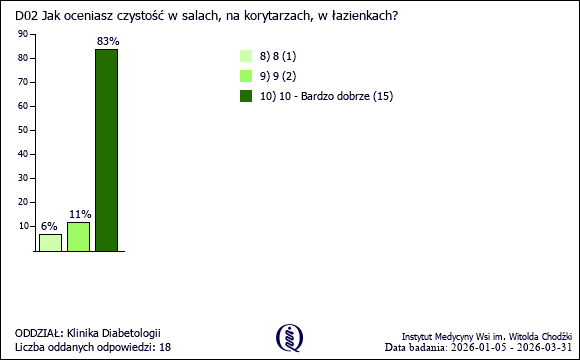 D02 Jak oceniasz czystość w salach, na korytarzach, w łazienkach?
90
80
70
60
50
40
30
20
10
6%
11%
83%
8) 8 (1)
9) 9 (2)
10) 10 - Bardzo dobrze (15)
ODDZIAŁ: Klinika Diabetologii
Liczba oddanych odpowiedzi: 18
Instytut Medycyny Wsi im. Witolda Chodźki
Data badania: 2026-01-05 - 2026-03-31